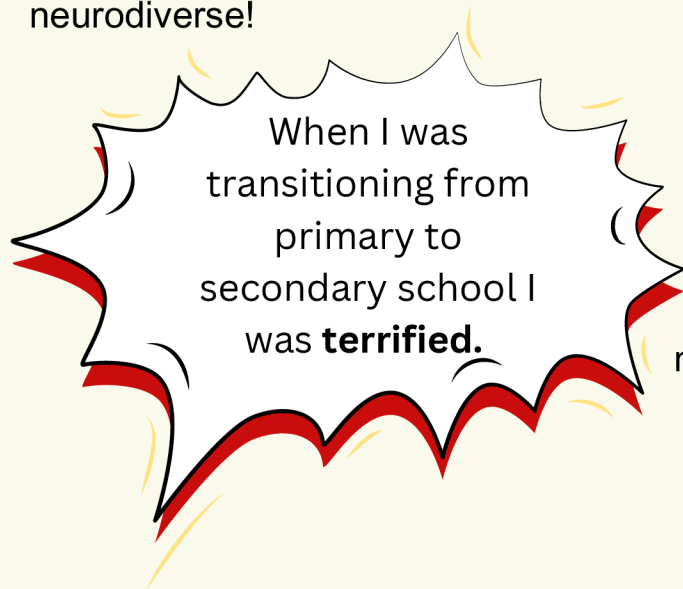 neurodiverse!
When I was
transitioning from
primary to
secondary school I
was terrified.